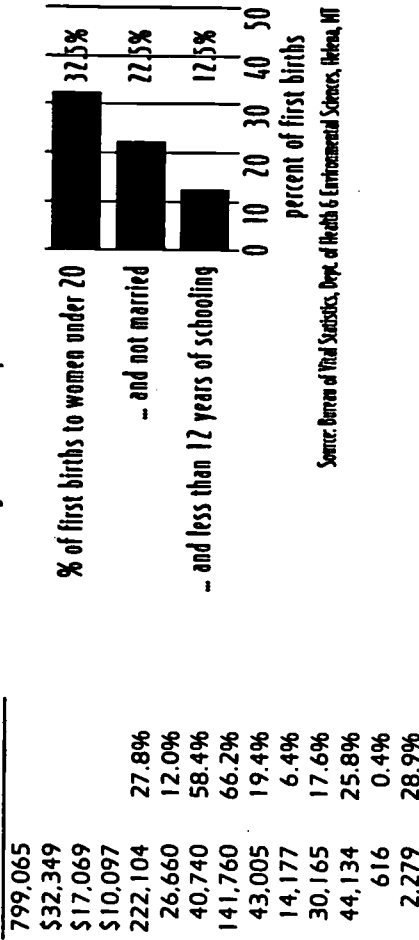 799,065
$32,349
$17,069
$10,097
222,104 27.8%
26,660 12.0%
40,740 58.4%
141,760 66.2%
43,005 19.4%
14,177 6.4%
30,165 17.6%
44,134 25.8%
616 0.4%
2,279 28.9%
% of first births to women under 20 32.5%
... and not married 22.5%
... and less than 12 years of schooling 12.5%
0 10 20 30 40 50
percent of first births
Source: Bureau of Vital Statistics, Dept. of Health & Environmental Sciences, Helena, MT